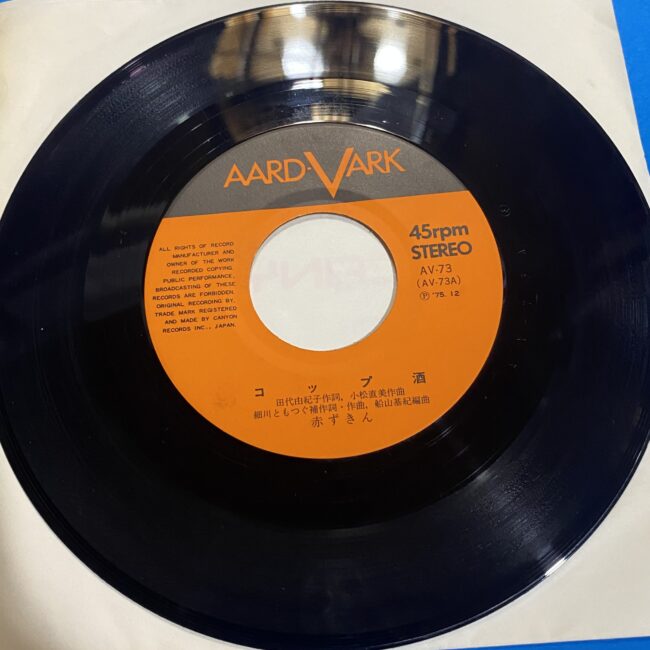 AARD-VARK
45rpm
STEREO
AV-73
(AV-73A)
Ⓟ '75. 12
ALL RIGHTS OF RECORD
MANUFACTURER AND
OWNER OF THE WORK
RECORDED COPYING,
PUBLIC PERFORMANCE,
BROADCASTING OF THESE
RECORDS ARE FORBIDDEN.
ORIGINAL RECORDING BY,
TRADE MARK REGISTERED
AND MADE BY CANYON
RECORDS INC., JAPAN.
コップ酒
田代由紀子作詞, 小松直美作曲
細川ともつぐ補作詞・作曲, 船山基紀編曲
赤ずきん